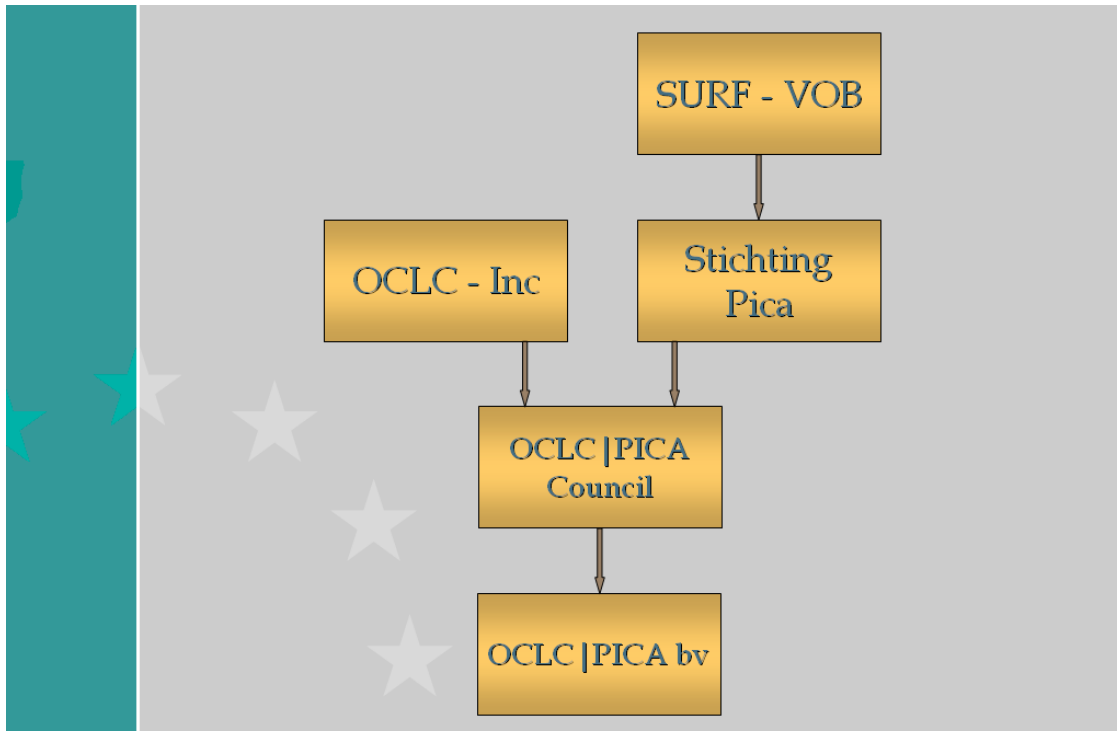 SURF - VOB
OCLC - Inc
Stichting
Pica
OCLC|PICA
Council
OCLC|PICA bv